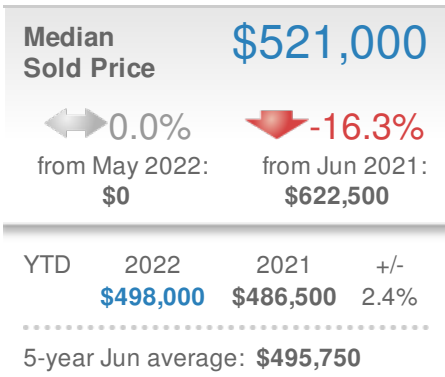 Median
Sold Price
$521,000
0.0% -16.3%
from May 2022: from Jun 2021:
$0 $622,500
YTD 2022 2021 +/-
$498,000 $486,500 2.4%
5-year Jun average: $495,750